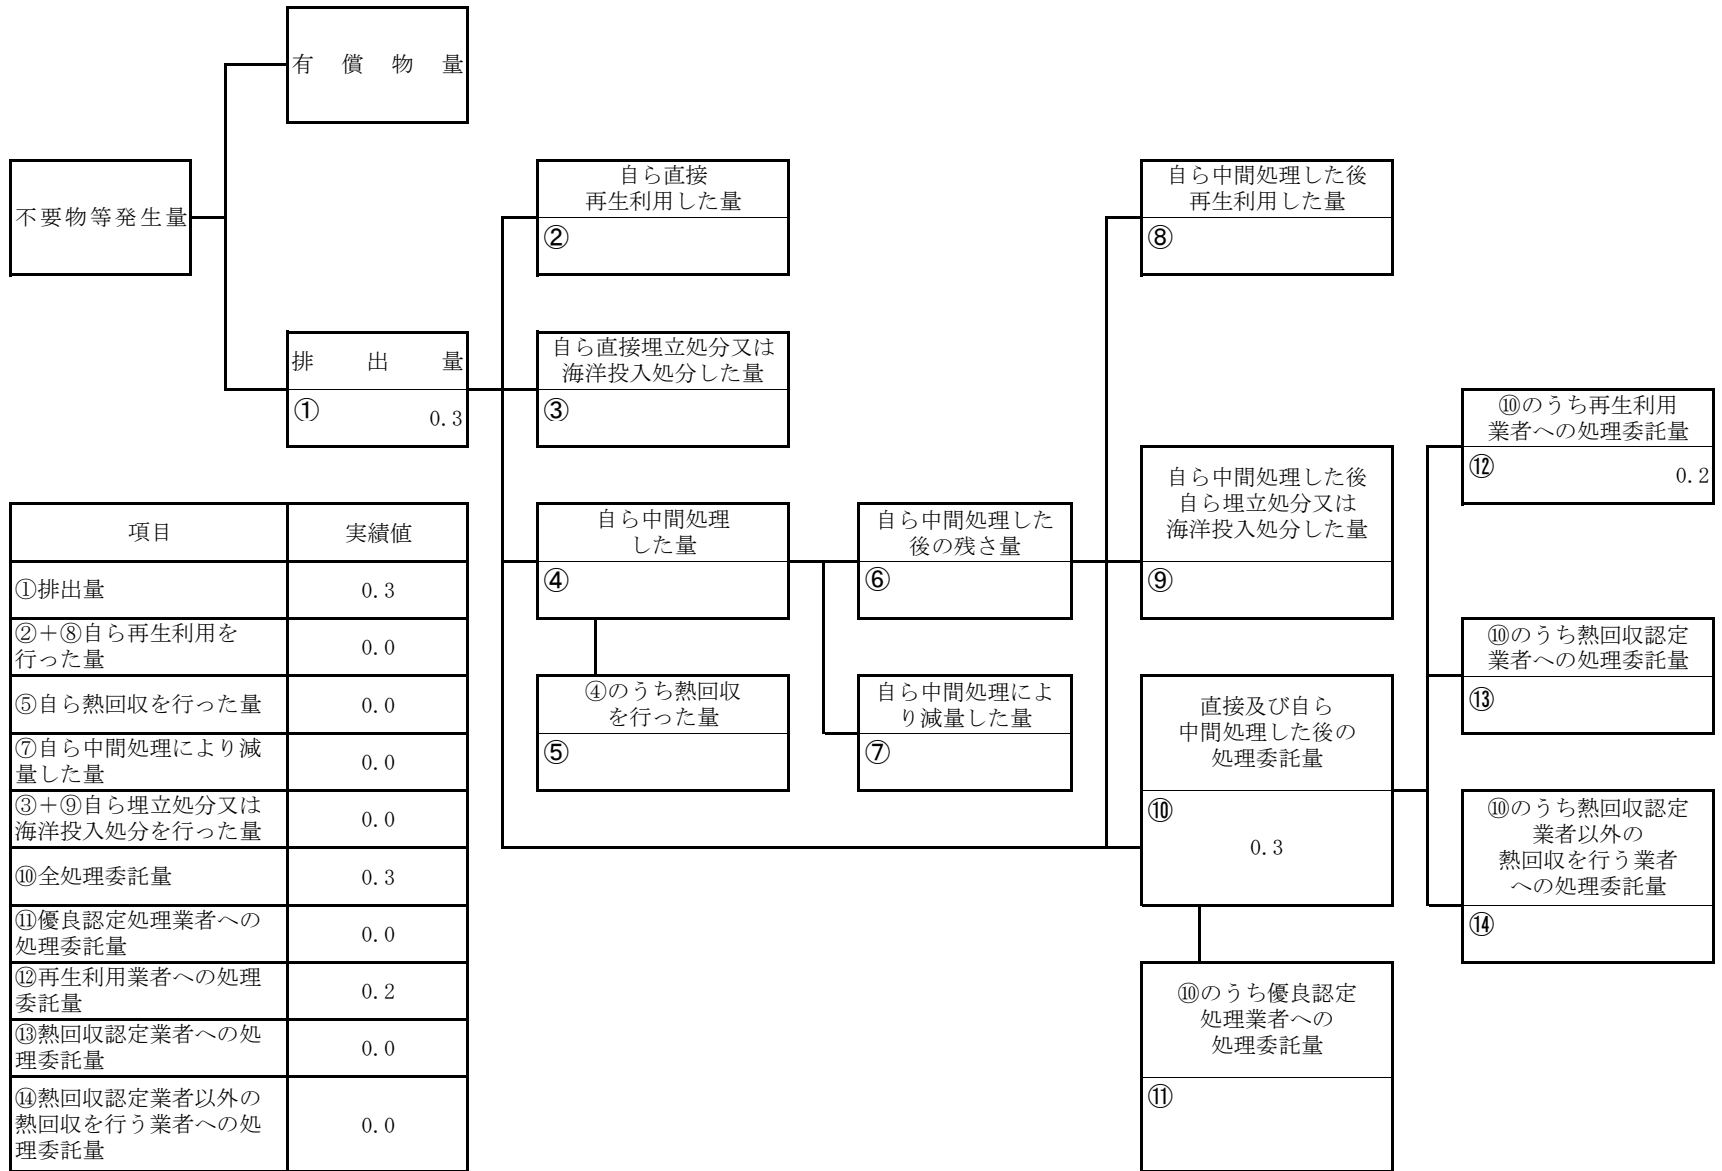 有償物量
不要物等発生量
排出量
①
0.3
自ら直接
再生利用した量
②
自ら直接埋立処分又は
海洋投入処分した量
③
自ら中間処理
した量
④
④のうち熱回収
を行った量
⑤
自ら中間処理した
後の残さ量
⑥
自ら中間処理によ
り減量した量
⑦
自ら中間処理した後
再生利用した量
⑧
自ら中間処理した後
自ら埋立処分又は
海洋投入処分した量
⑨
直接及び自ら
中間処理した後の
処理委託量
⑩
0.3
⑩のうち優良認定
処理業者への
処理委託量
⑪
⑩のうち再生利用
業者への処理委託量
⑫
0.2
⑩のうち熱回収認定
業者への処理委託量
⑬
⑩のうち熱回収認定
業者以外の
熱回収を行う業者
への処理委託量
⑭
項目
実績値
①排出量
0.3
②+⑧自ら再生利用を
行った量
0.0
⑤自ら熱回収を行った量
0.0
⑦自ら中間処理により減
量した量
0.0
③+⑨自ら埋立処分又は
海洋投入処分を行った量
0.0
⑩全処理委託量
0.3
⑪優良認定処理業者への
処理委託量
0.0
⑫再生利用業者への処理
委託量
0.2
⑬熱回収認定業者への処
理委託量
0.0
⑭熱回収認定業者以外の
熱回収を行う業者への処
理委託量
0.0